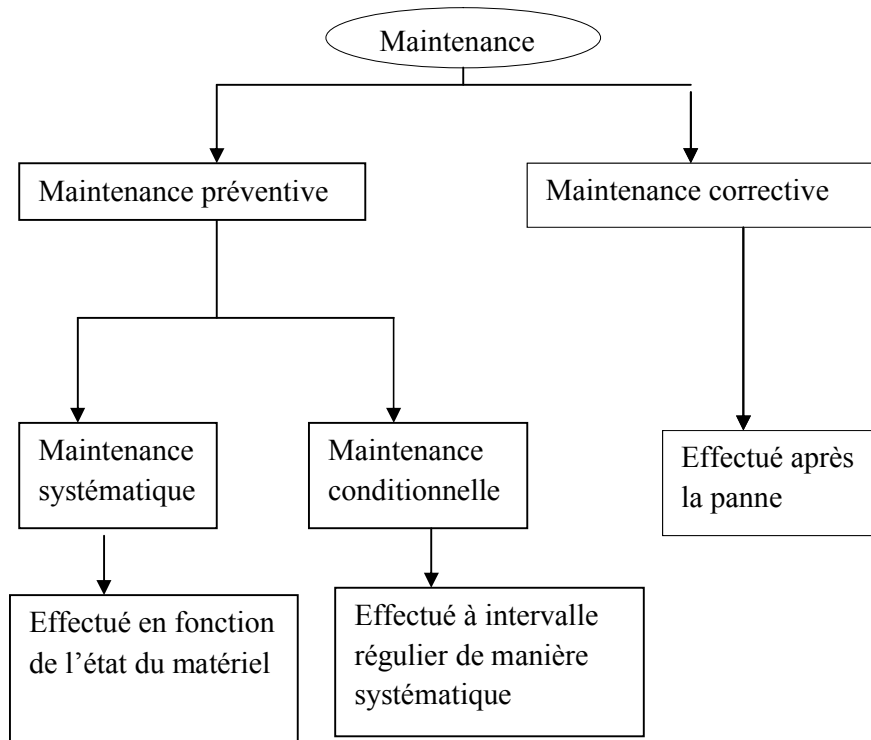 Maintenance
Maintenance préventive
Maintenance corrective
Maintenance
systématique
Maintenance
conditionnelle
Effectué après
la panne
Effectué en fonction
de l’état du matériel
Effectué à intervalle
régulier de manière
systématique